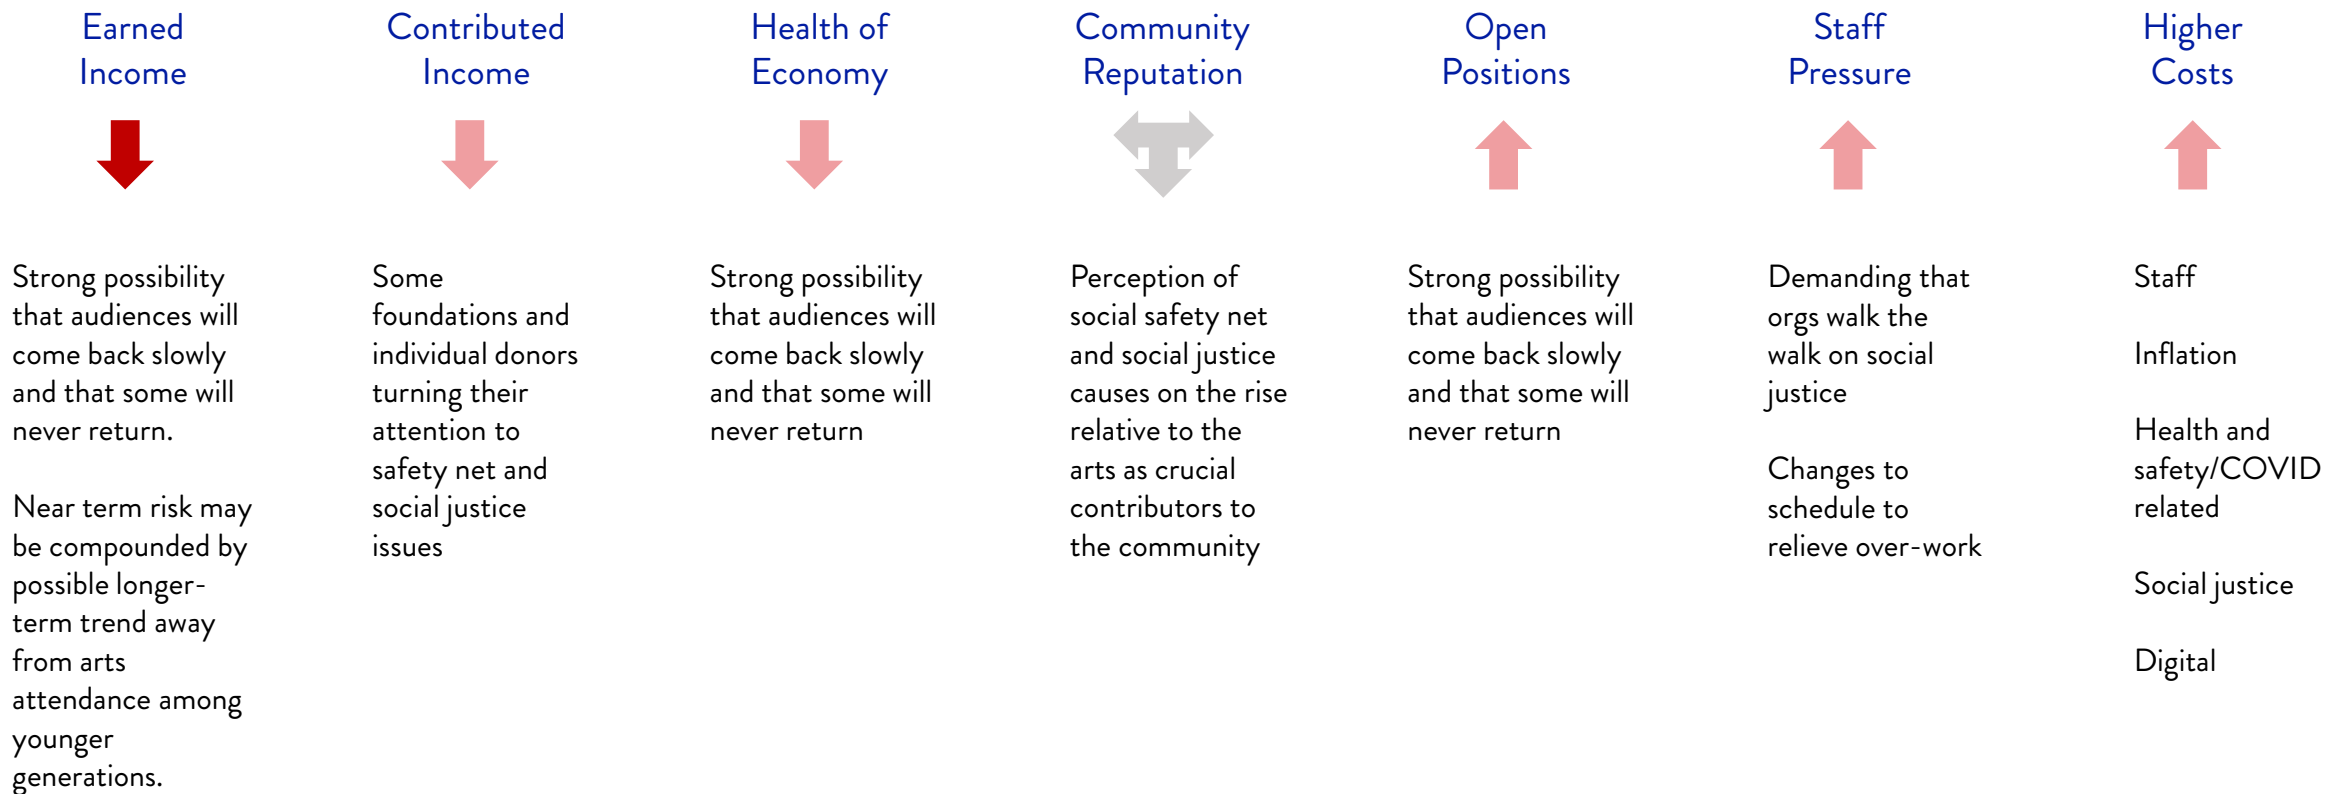 Earned
Income
Contributed
Income
Health of
Economy
Community
Reputation
Open
Positions
Staff
Pressure
Higher
Costs
Strong possibility
that audiences will
come back slowly
and that some will
never return.
Near term risk may
be compounded by
possible longer-
term trend away
from arts
attendance among
younger
generations.
Some
foundations and
individual donors
turning their
attention to
safety net and
social justice
issues
Strong possibility
that audiences will
come back slowly
and that some will
never return
Perception of
social safety net
and social justice
causes on the rise
relative to the
arts as crucial
contributors to
the community
Strong possibility
that audiences will
come back slowly
and that some will
never return
Demanding that
orgs walk the
walk on social
justice
Changes to
schedule to
relieve over-work
Staff
Inflation
Health and
safety/COVID
related
Social justice
Digital